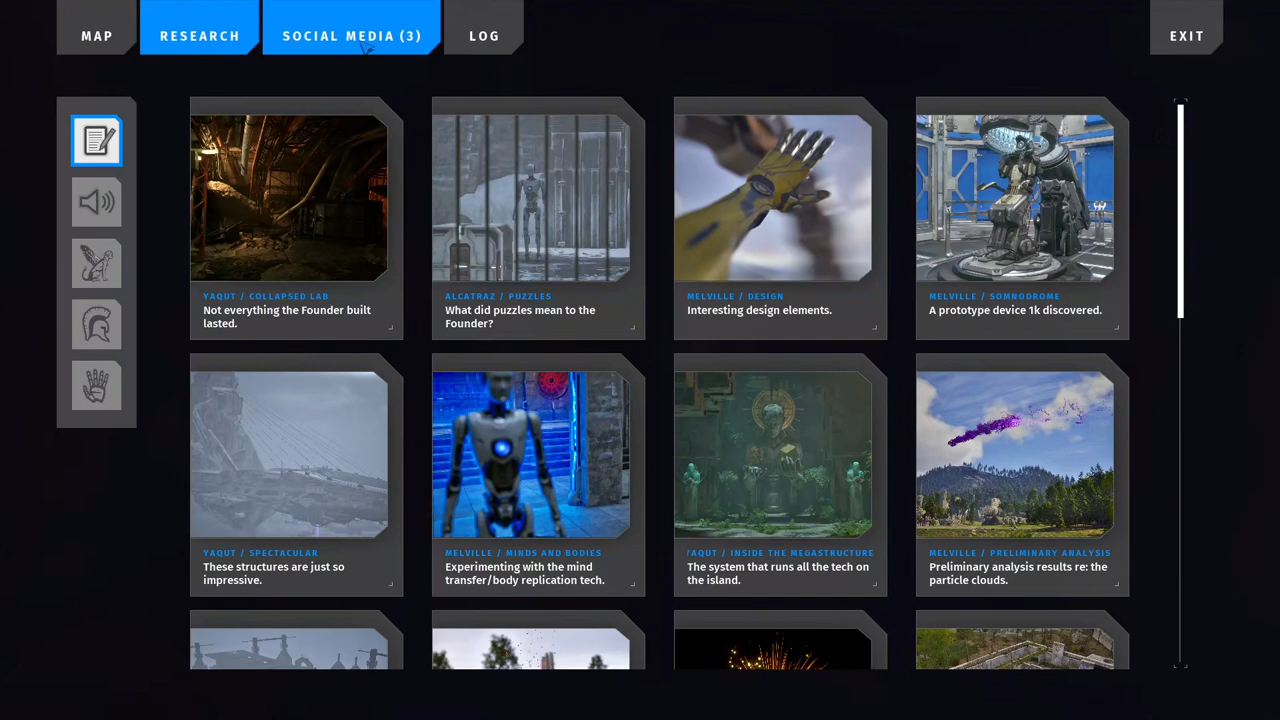 MAP
RESEARCH
SOCIAL MEDIA (3)
LOG
EXIT
YAQUT / COLLAPSED LAB
Not everything the Founder built
lasted.
ALCATRAZ / PUZZLES
What did puzzles mean to the
Founder?
MELVILLE / DESIGN
Interesting design elements.
MELVILLE / SOMNODROME
A prototype device 1k discovered.
YAQUT / SPECTACULAR
These structures are just so
impressive.
MELVILLE / MINDS AND BODIES
Experimenting with the mind
transfer/body replication tech.
YAQUT / INSIDE THE MEGASTRUCTURE
The system that runs all the tech on
the island.
MELVILLE / PRELIMINARY ANALYSIS
Preliminary analysis results re: the
particle clouds.